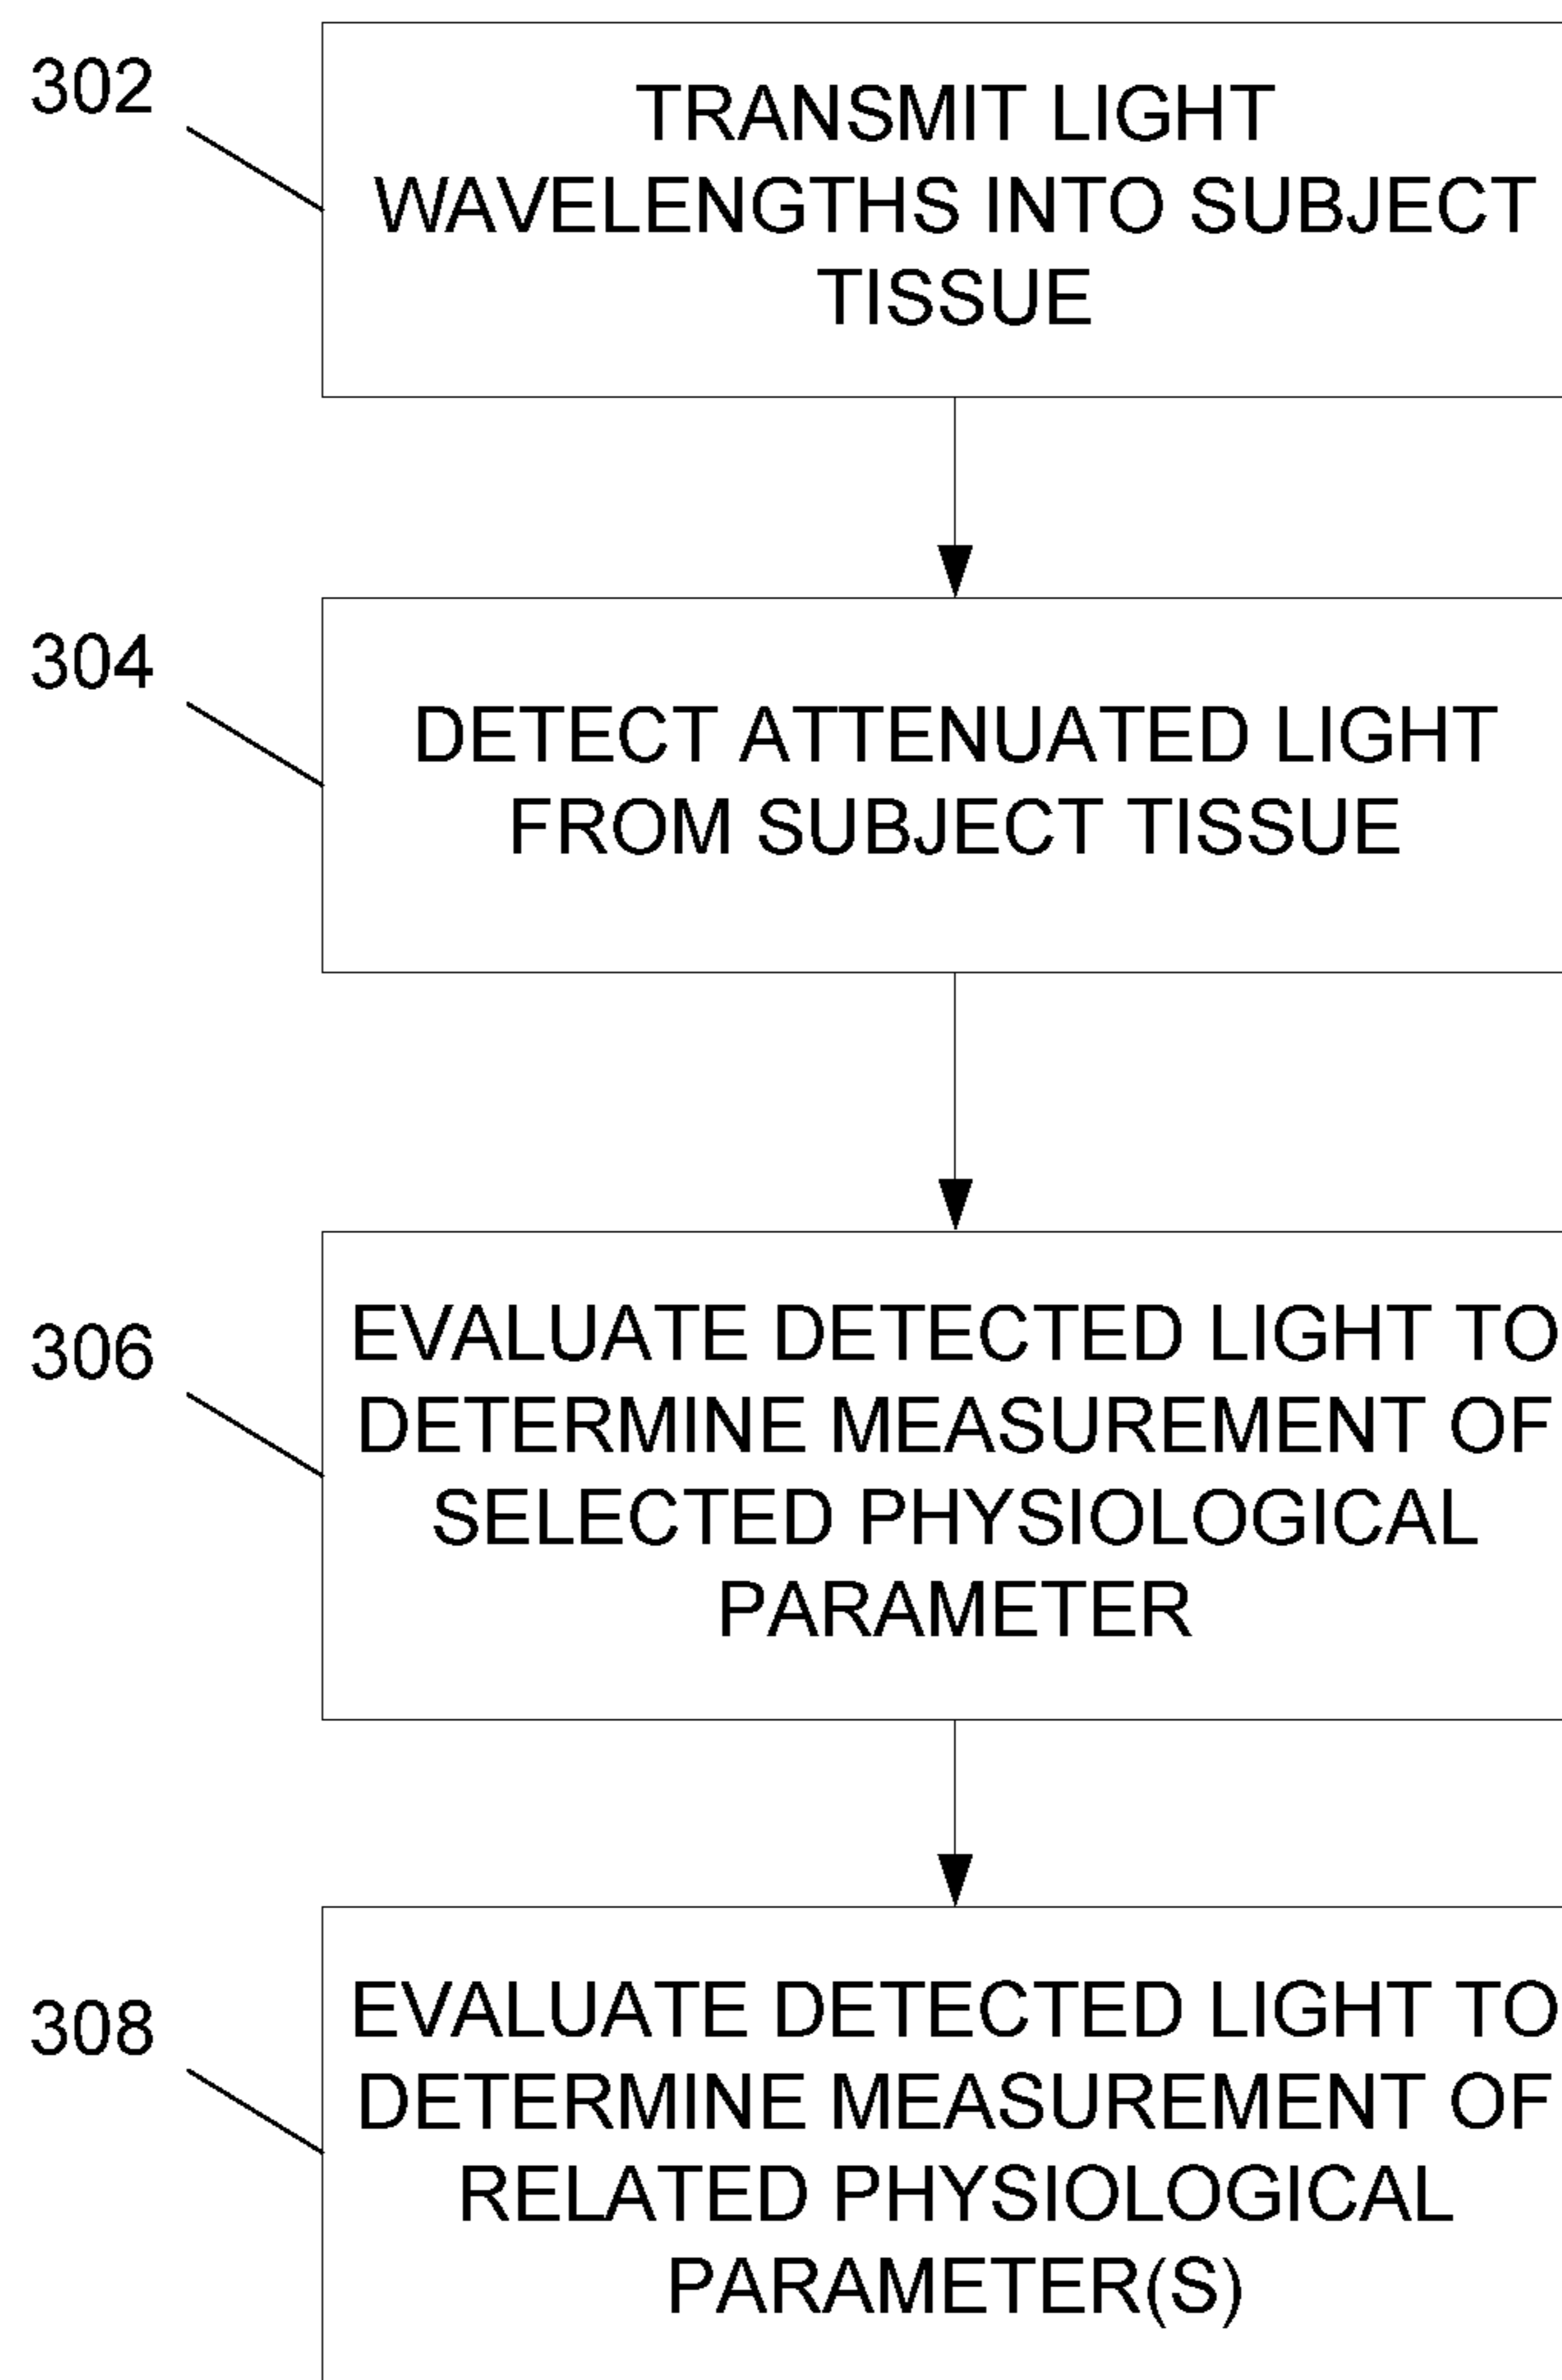 302
TRANSMIT LIGHT
WAVELENGTHS INTO SUBJECT
TISSUE
304
DETECT ATTENUATED LIGHT
FROM SUBJECT TISSUE
306
EVALUATE DETECTED LIGHT TO
DETERMINE MEASUREMENT OF
SELECTED PHYSIOLOGICAL
PARAMETER
308
EVALUATE DETECTED LIGHT TO
DETERMINE MEASUREMENT OF
RELATED PHYSIOLOGICAL
PARAMETER(S)